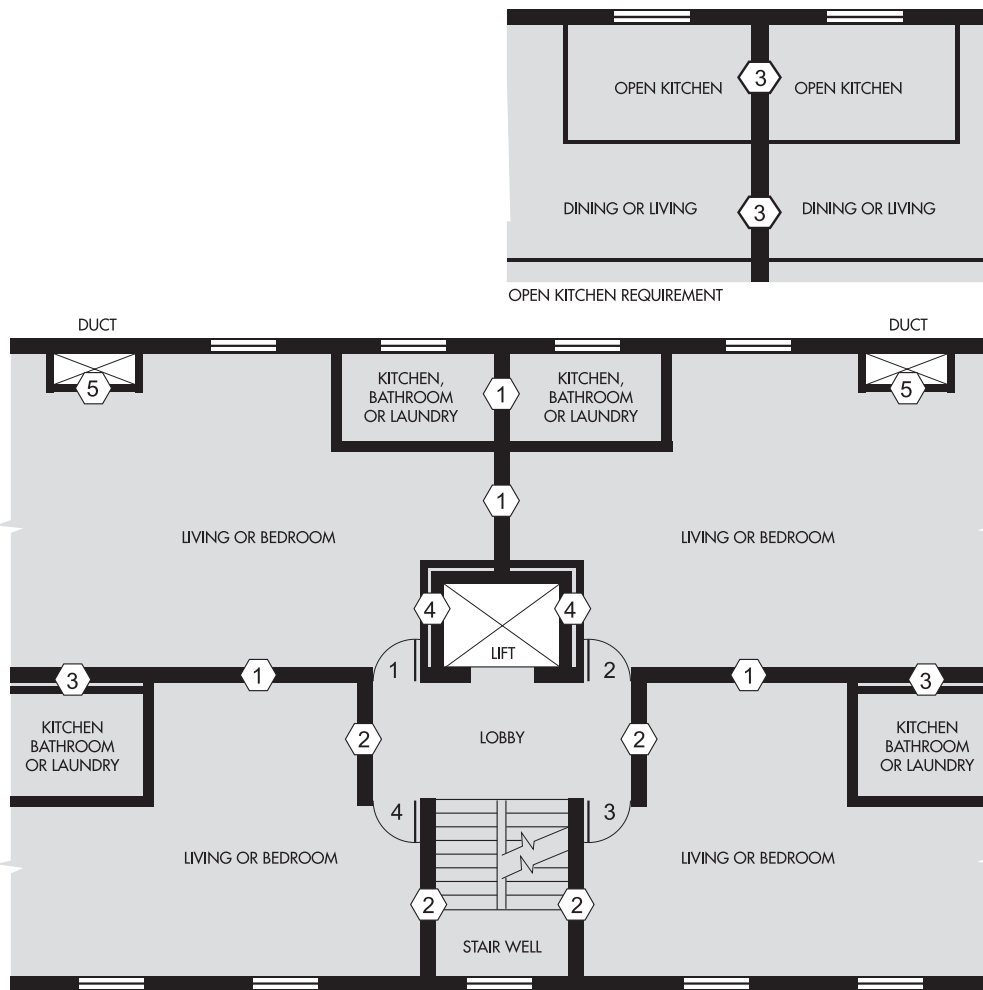 OPEN KITCHEN
3
OPEN KITCHEN
DINING OR LIVING
3
DINING OR LIVING
OPEN KITCHEN REQUIREMENT
DUCT
DUCT
5
KITCHEN,
BATHROOM
OR LAUNDRY
1
KITCHEN,
BATHROOM
OR LAUNDRY
5
1
LIVING OR BEDROOM
LIVING OR BEDROOM
4
4
LIFT
3
1
1
2
1
3
KITCHEN
BATHROOM
OR LAUNDRY
2
LOBBY
2
KITCHEN
BATHROOM
OR LAUNDRY
4
3
LIVING OR BEDROOM
LIVING OR BEDROOM
2
2
STAIR WELL